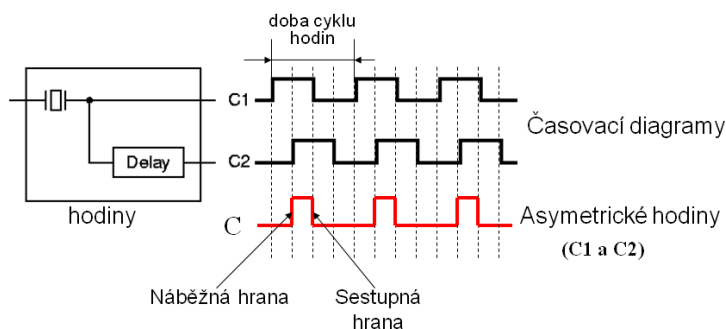 doba cyklu
hodin
C1
Časovací diagramy
Delay
C2
hodiny
C
Asymetrické hodiny
(C1 a C2)
Náběžná hrana
Sestupná
hrana